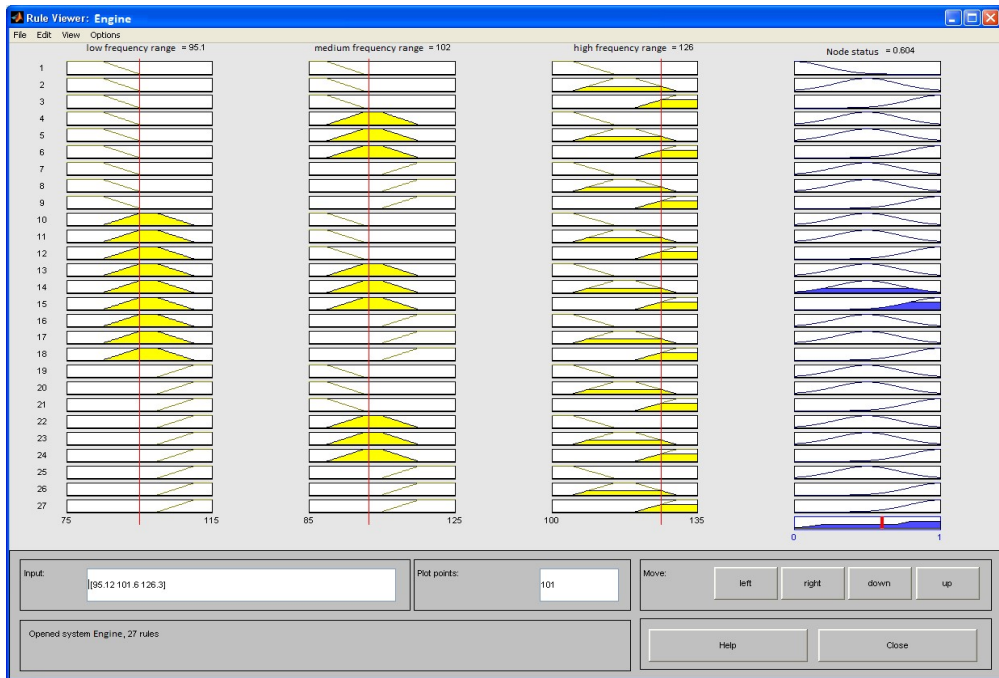 Rule Viewer: Engine
File Edit View Options
low frequency range = 95.1
medium frequency range = 102
high frequency range = 126
Node status = 0.604
1
2
3
4
5
6
7
8
9
10
11
12
13
14
15
16
17
18
19
20
21
22
23
24
25
26
27
75 115
85 125
100 135
0 1
Input:
[95.12 101.6 126.3]
Plot points:
101
Move:
left right down up
Opened system Engine, 27 rules
Help Close